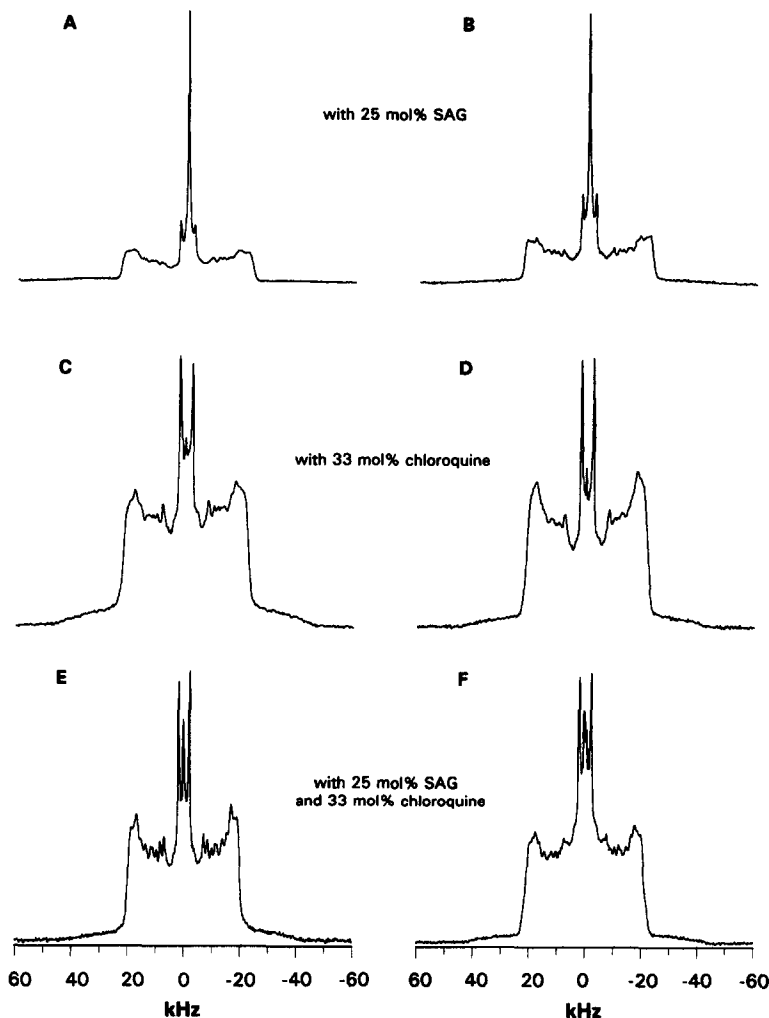 A
B
with 25 mol% SAG
C
D
with 33 mol% chloroquine
E
F
with 25 mol% SAG
and 33 mol% chloroquine
60 40 20 0 -20 -40 -60
60 40 20 0 -20 -40 -60
kHz
kHz